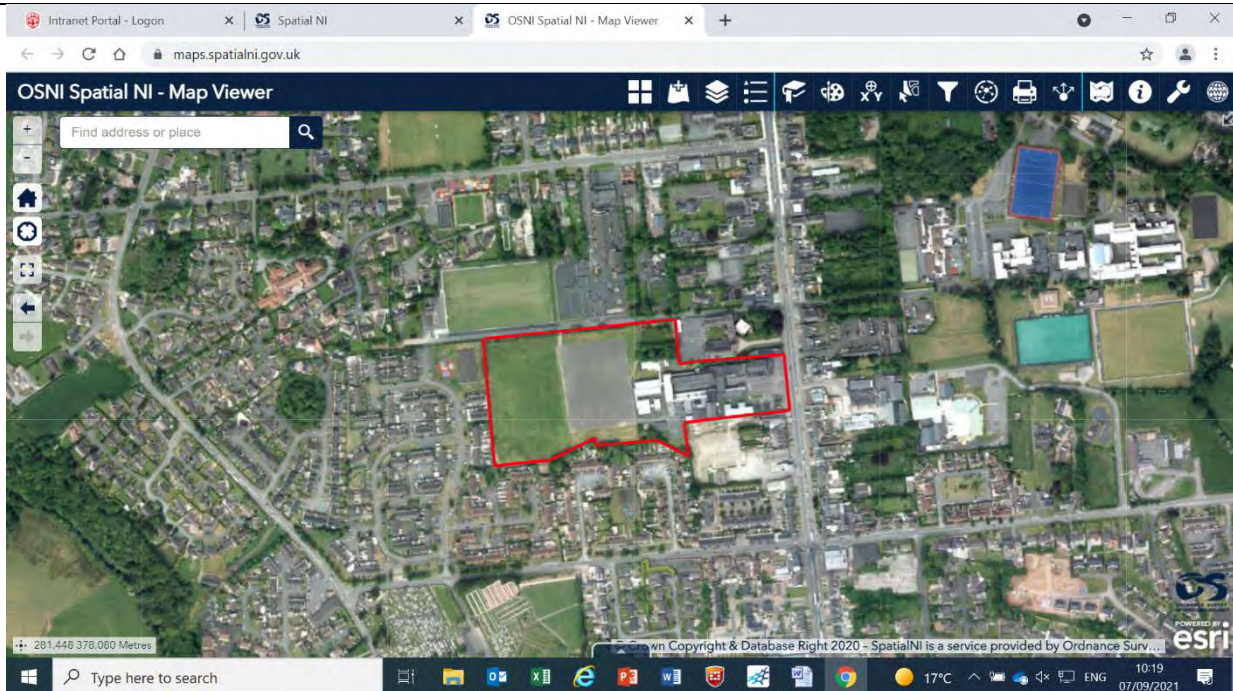 Intranet Portal - Logon
Spatial NI
OSNI Spatial NI - Map Viewer
maps.spatialni.gov.uk
OSNI Spatial NI - Map Viewer
Find address or place
281,448 378,060 Metres
© Crown Copyright & Database Right 2020 - SpatialNI is a service provided by Ordnance Surv...
POWERED BY
esri
Type here to search
17°C
ENG
10:19
07/09/2021